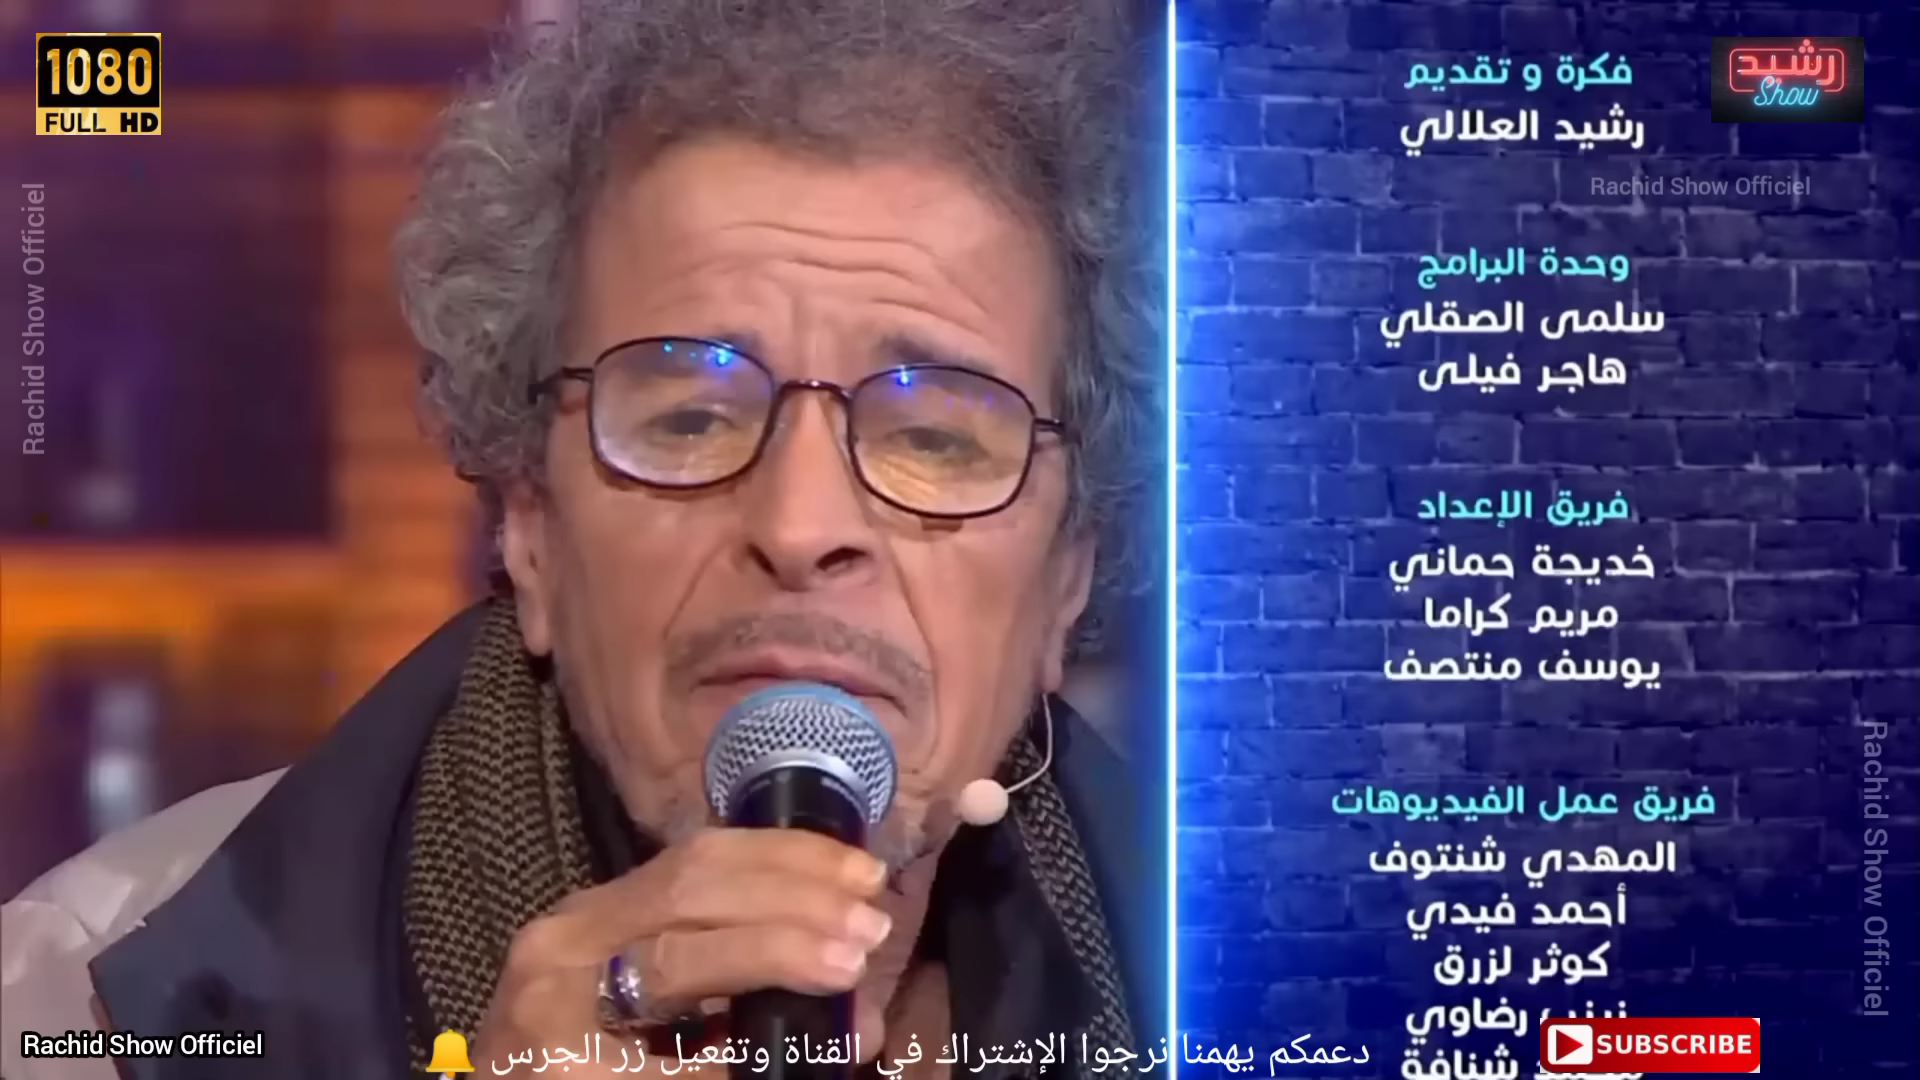 1080
FULL HD
Rachid Show Officiel
رشيد
Show
فكرة و تقديم
رشيد العلالي
Rachid Show Officiel
وحدة البرامج
سلمى الصقلي
هاجر فيلى
فريق الإعداد
خديجة حماني
مريم كراما
يوسف منتصف
فريق عمل الفيديوهات
المهدي شنتوف
أحمد فيدي
كوثر لزرق
رضاوي
شنافة
Rachid Show Officiel
Rachid Show Officiel
دعمكم يهمنا نرجوا الإشتراك في القناة وتفعيل زر الجرس
SUBSCRIBE